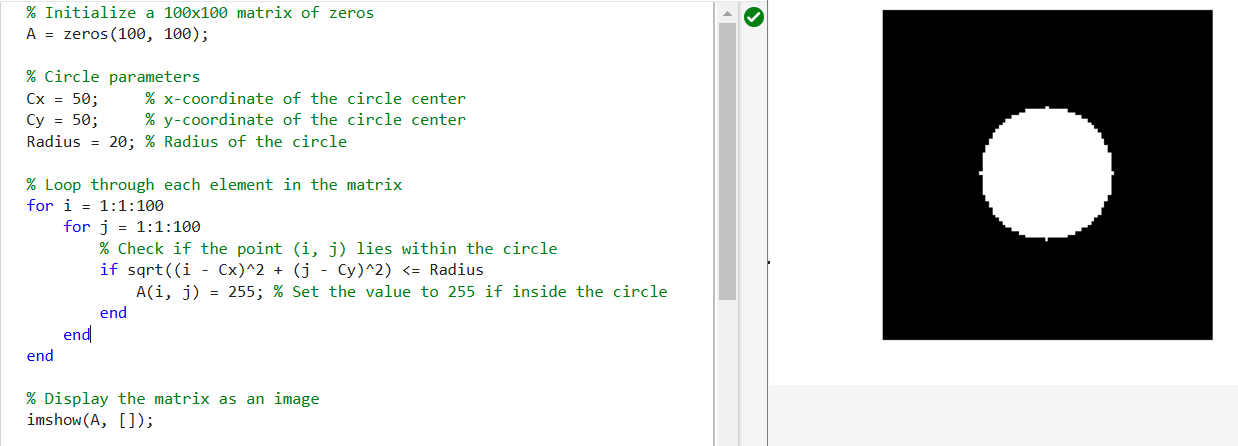 % Initialize a 100x100 matrix of zeros
A = zeros(100, 100);
% Circle parameters
Cx = 50;     % x-coordinate of the circle center
Cy = 50;     % y-coordinate of the circle center
Radius = 20; % Radius of the circle
% Loop through each element in the matrix
for i = 1:1:100
    for j = 1:1:100
        % Check if the point (i, j) lies within the circle
        if sqrt((i - Cx)^2 + (j - Cy)^2) <= Radius
            A(i, j) = 255; % Set the value to 255 if inside the circle
        end
    end
end
% Display the matrix as an image
imshow(A, []);